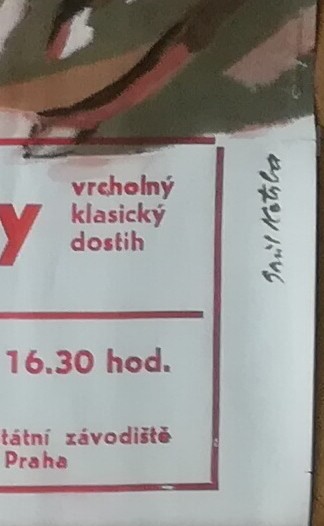 vrcholný
klasický
dostih
y
16.30 hod.
tátní závodiště
Praha